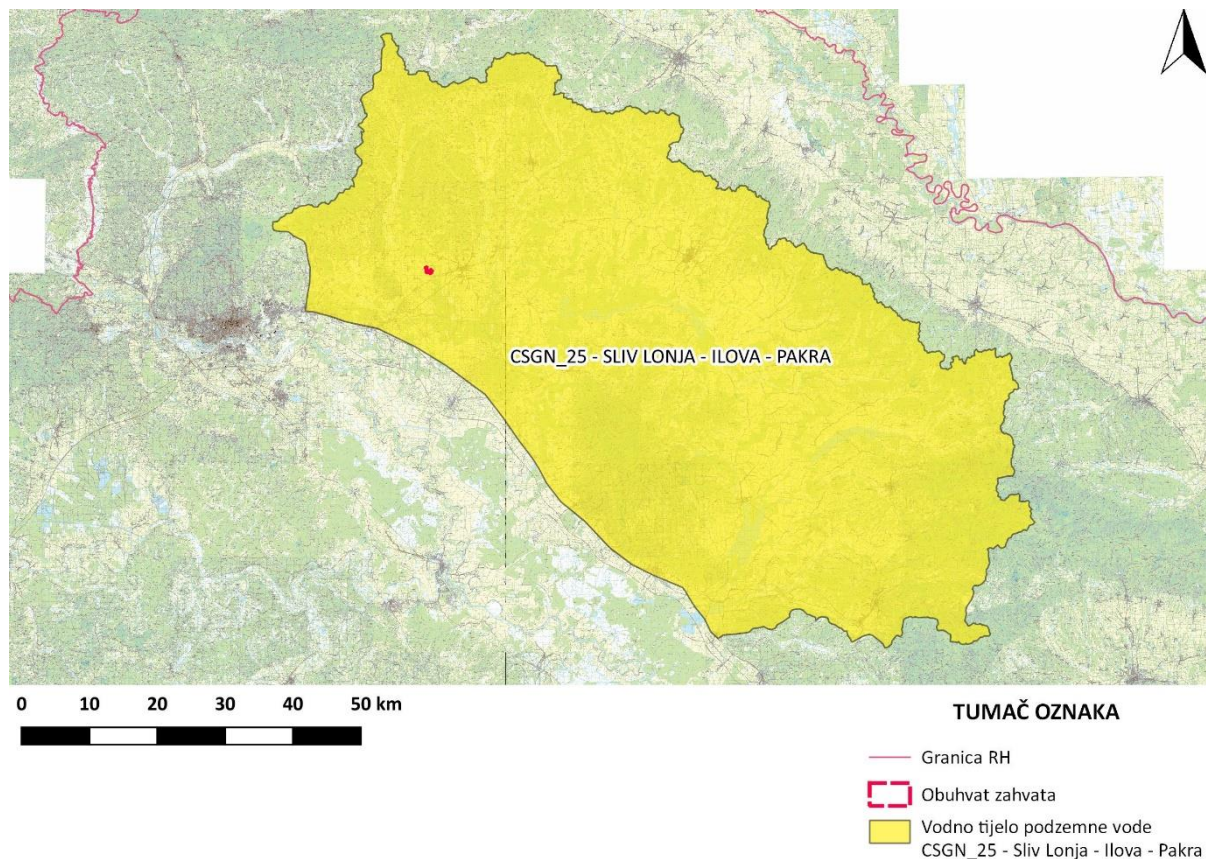 CSGN_25 - SLIV LONJA - ILOVA - PAKRA
0 10 20 30 40 50 km
TUMAČ OZNAKA
Granica RH
Obuhvat zahvata
Vodno tijelo podzemne vode
CSGN_25 - Sliv Lonja - Ilova - Pakra